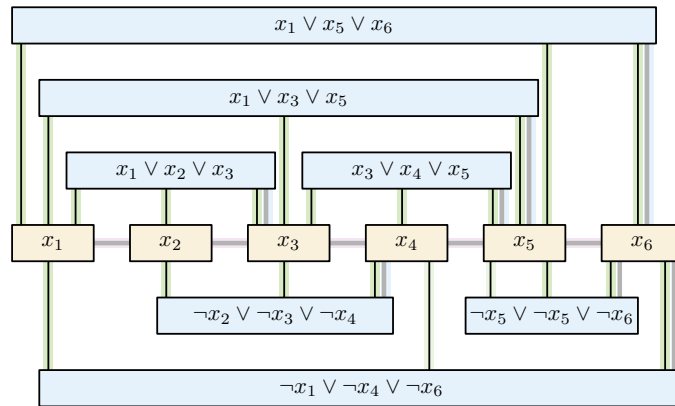 x₁ ∨ x₅ ∨ x₆
x₁ ∨ x₃ ∨ x₅
x₁ ∨ x₂ ∨ x₃ x₃ ∨ x₄ ∨ x₅
x₁ x₂ x₃ x₄ x₅ x₆
¬x₂ ∨ ¬x₃ ∨ ¬x₄ ¬x₅ ∨ ¬x₅ ∨ ¬x₆
¬x₁ ∨ ¬x₄ ∨ ¬x₆